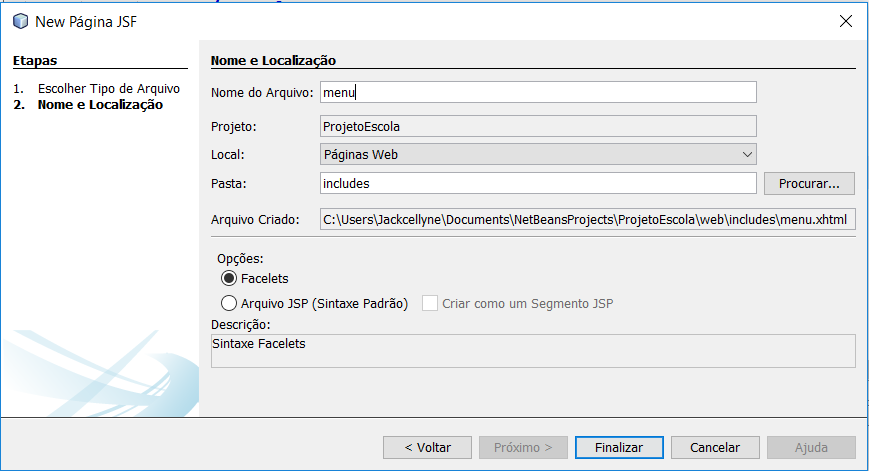 New Página JSF
Etapas
1. Escolher Tipo de Arquivo
2. Nome e Localização
Nome e Localização
Nome do Arquivo: menu
Projeto: ProjetoEscola
Local: Páginas Web
Pasta: includes Procurar...
Arquivo Criado: C:\Users\Jackcellyne\Documents\NetBeansProjects\ProjetoEscola\web\includes\menu.xhtml
Opções:
Facelets
Arquivo JSP (Sintaxe Padrão) Criar como um Segmento JSP
Descrição:
Sintaxe Facelets
< Voltar Próximo > Finalizar Cancelar Ajuda